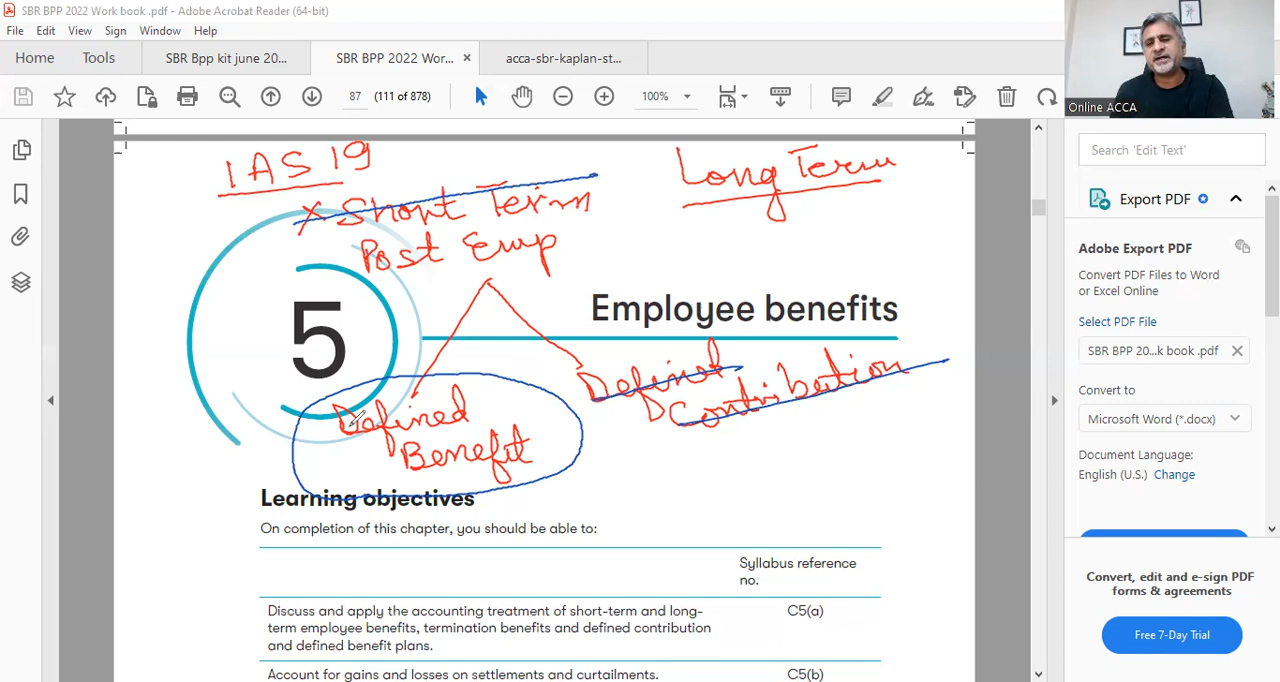 SBR BPP 2022 Work book .pdf - Adobe Acrobat Reader (64-bit)
File Edit View Sign Window Help
Home Tools SBR Bpp kit june 20... SBR BPP 2022 Wor... × acca-sbr-kaplan-st...
87 (111 of 878) 100%
Online ACCA
IAS 19
Long Term
× Short Term
Post Emp
5
Employee benefits
Defined
Contribution
Defined
Benefit
Learning objectives
On completion of this chapter, you should be able to:
Syllabus reference
no.
Discuss and apply the accounting treatment of short-term and long-
term employee benefits, termination benefits and defined contribution
and defined benefit plans.
C5(a)
Account for gains and losses on settlements and curtailments.
C5(b)
Search 'Edit Text'
Export PDF
Adobe Export PDF
Convert PDF Files to Word
or Excel Online
Select PDF File
SBR BPP 20...k book .pdf
Convert to
Microsoft Word (*.docx)
Document Language:
English (U.S.) Change
Convert, edit and e-sign PDF
forms & agreements
Free 7-Day Trial